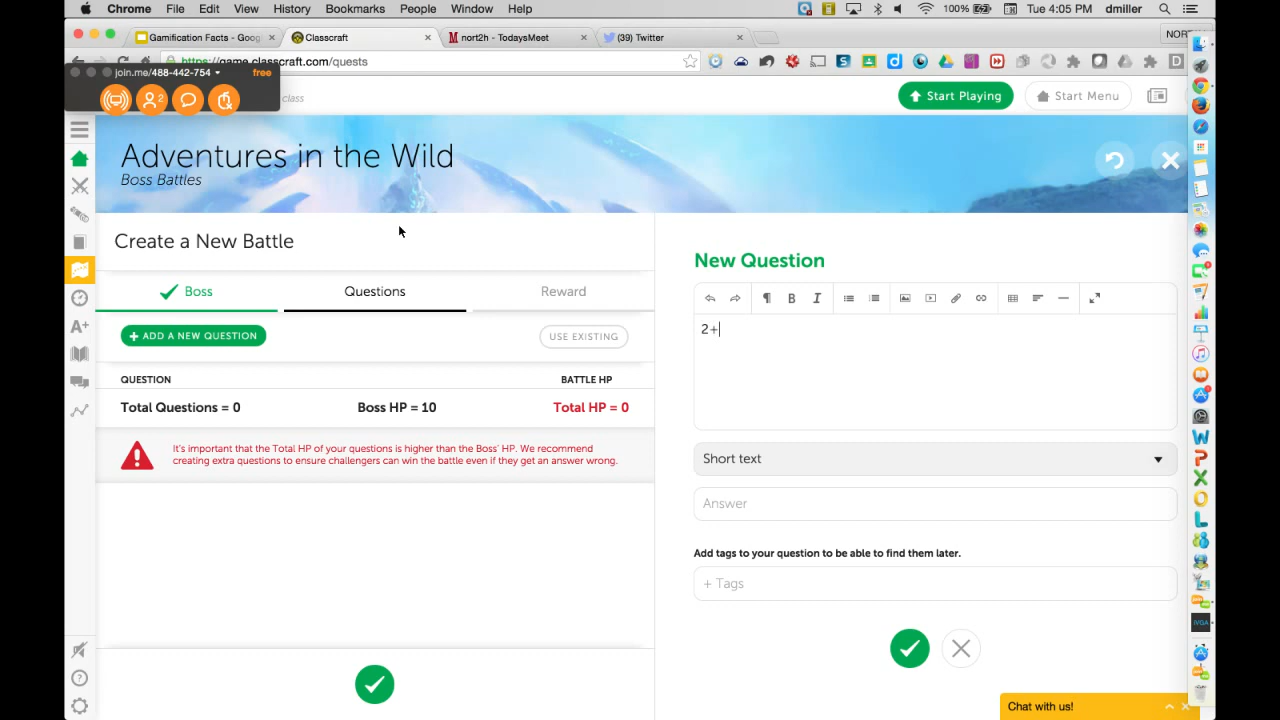 Chrome File Edit View History Bookmarks People Window Help 100% Tue 4:05 PM dmiller
Gamification Facts - Goog Classcraft nort2h - TodaysMeet (39) Twitter
https://game.classcraft.com/quests
join.me/488-442-754 free
2
class
Start Playing
Start Menu
Adventures in the Wild
Boss Battles
Create a New Battle
Boss Questions Reward
+ ADD A NEW QUESTION
USE EXISTING
QUESTION BATTLE HP
Total Questions = 0 Boss HP = 10 Total HP = 0
It's important that the Total HP of your questions is higher than the Boss' HP. We recommend
creating extra questions to ensure challengers can win the battle even if they get an answer wrong.
New Question
2+
Short text
Answer
Add tags to your question to be able to find them later.
+ Tags
Chat with us!
A+